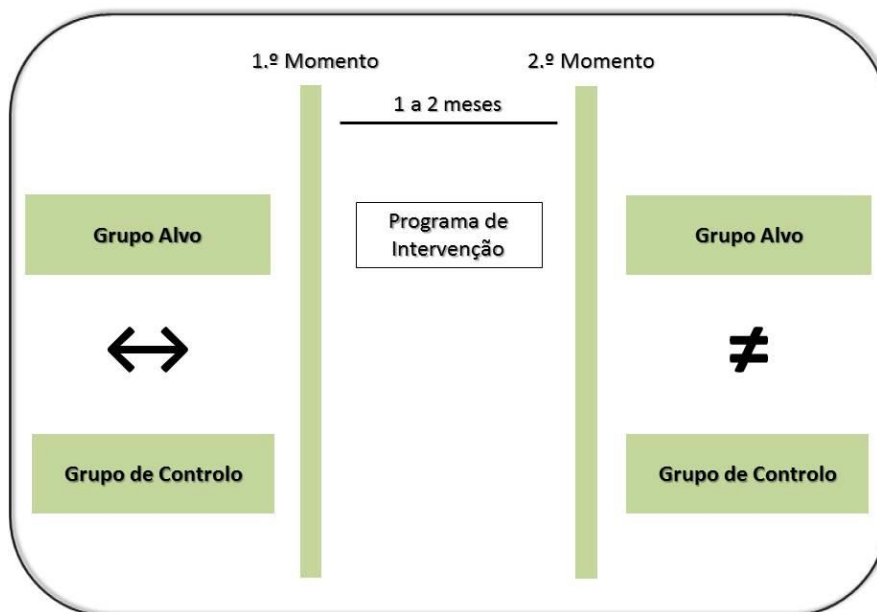 1.º Momento
2.º Momento
1 a 2 meses
Grupo Alvo
Programa de
Intervenção
Grupo Alvo
↔
≠
Grupo de Controlo
Grupo de Controlo